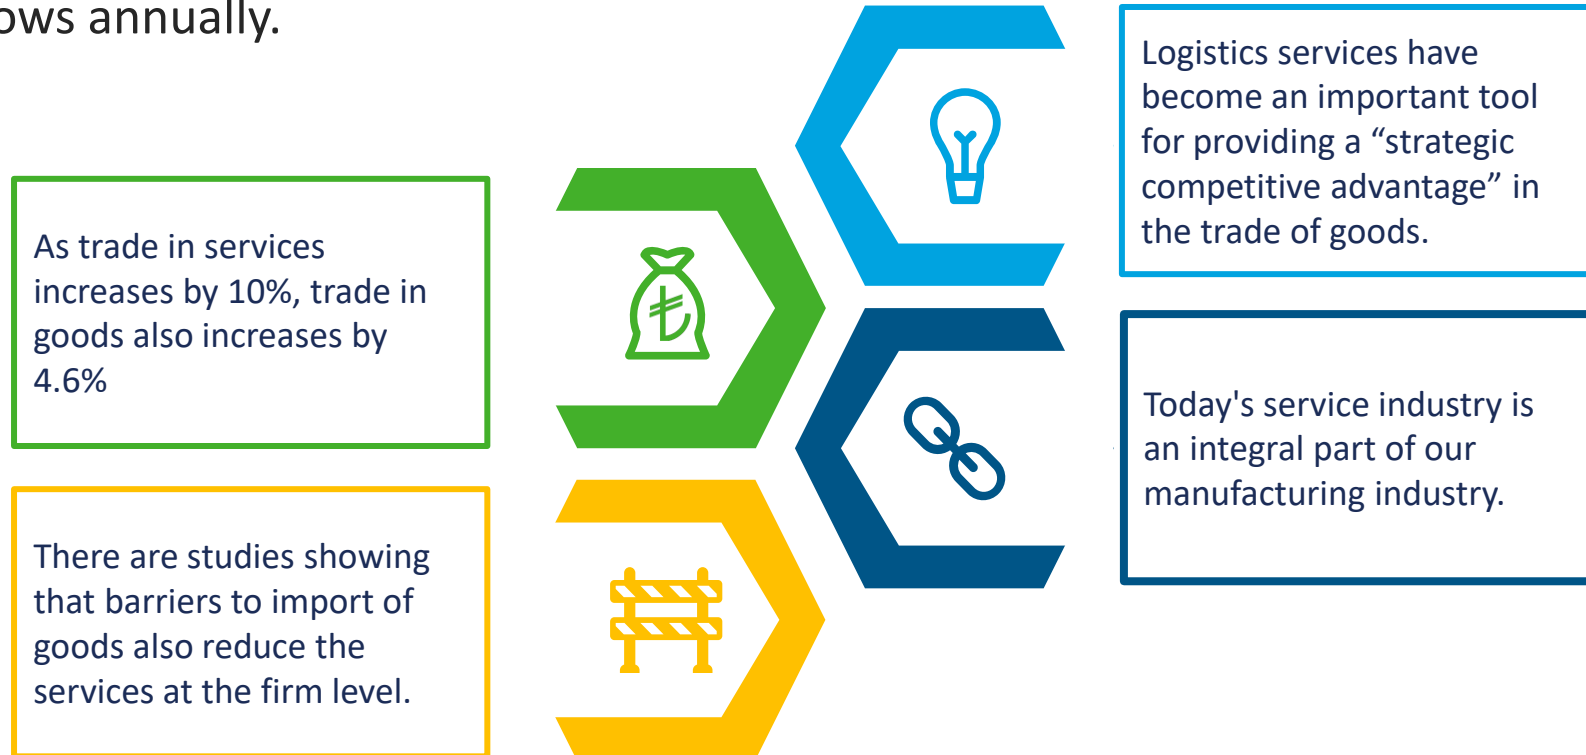 ows annually.
As trade in services
increases by 10%, trade in
goods also increases by
4.6%
There are studies showing
that barriers to import of
goods also reduce the
services at the firm level.
Logistics services have
become an important tool
for providing a “strategic
competitive advantage” in
the trade of goods.
Today's service industry is
an integral part of our
manufacturing industry.